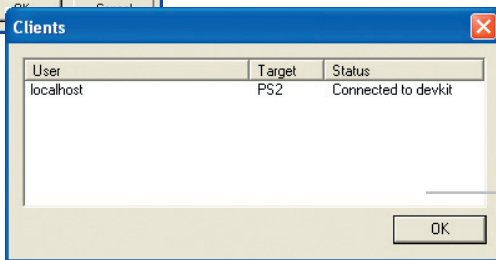 Clients
User Target Status
localhost PS2 Connected to devkit
OK